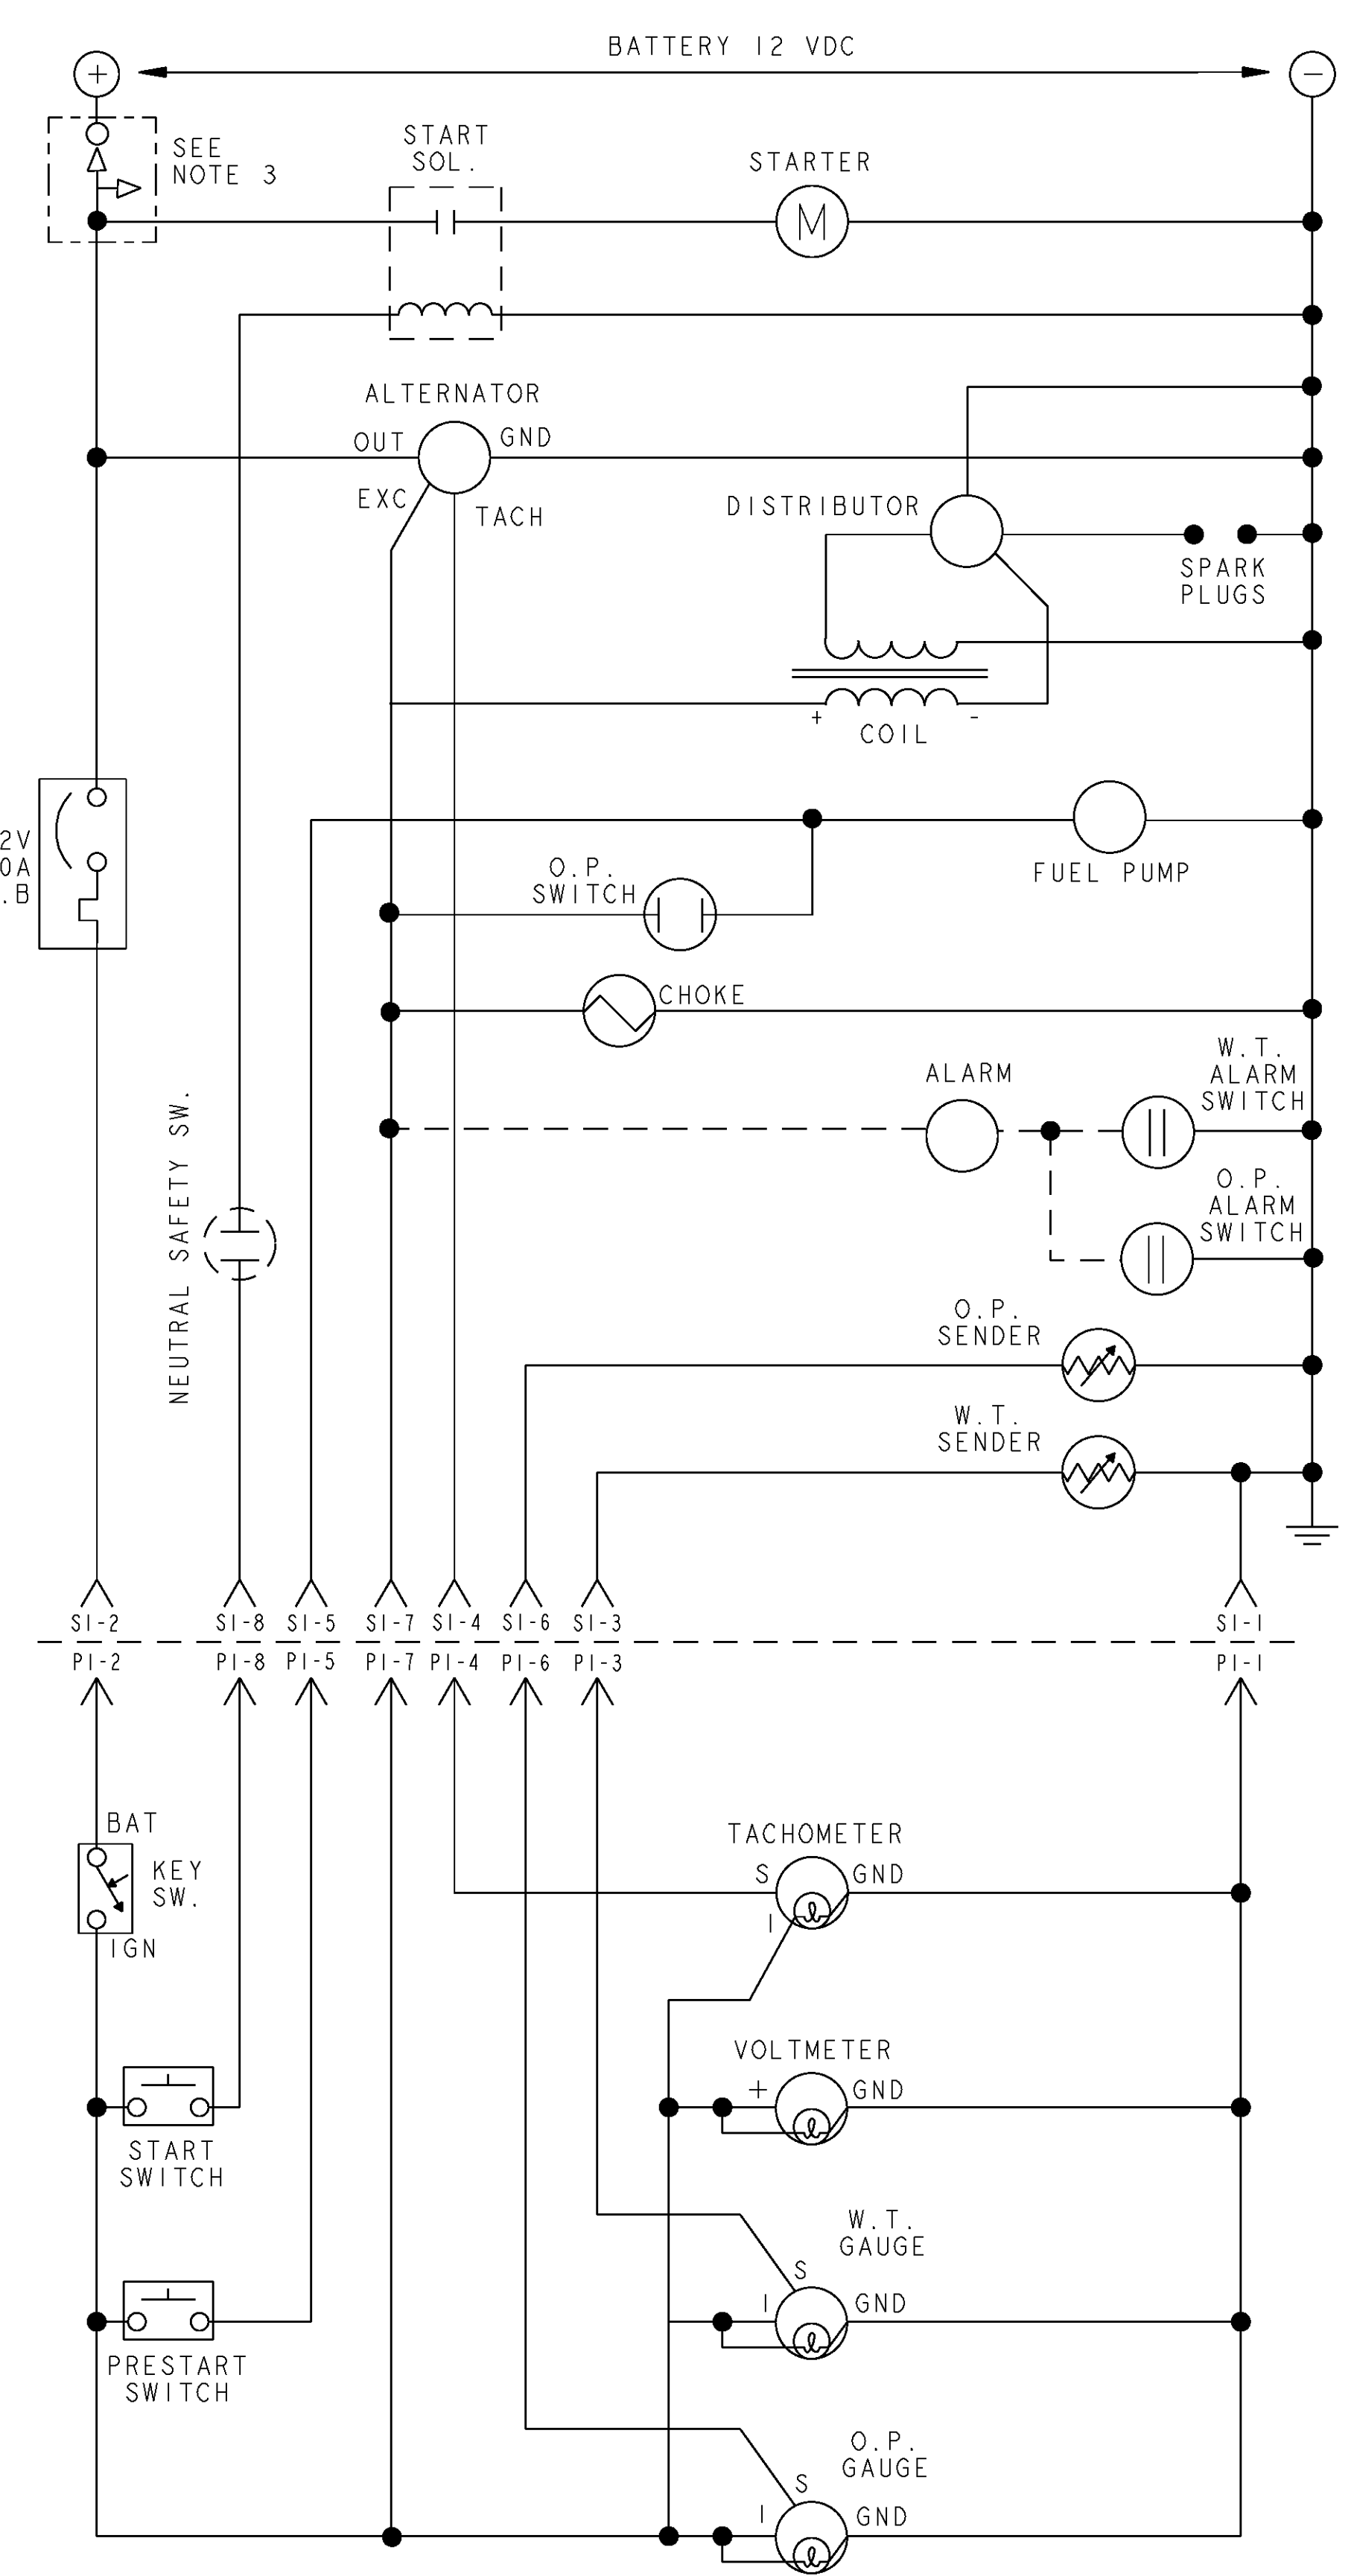 BATTERY 12 VDC
+
-
SEE
NOTE 3
START
SOL.
STARTER
M
ALTERNATOR
OUT
GND
EXC
TACH
DISTRIBUTOR
SPARK
PLUGS
+
-
COIL
2V
0A
.B
O.P.
SWITCH
FUEL PUMP
CHOKE
NEUTRAL SAFETY SW.
ALARM
W.T.
ALARM
SWITCH
O.P.
ALARM
SWITCH
O.P.
SENDER
W.T.
SENDER
S1-2 S1-8 S1-5 S1-7 S1-4 S1-6 S1-3 S1-1
P1-2 P1-8 P1-5 P1-7 P1-4 P1-6 P1-3 P1-1
BAT
KEY
SW.
IGN
TACHOMETER
S
GND
I
VOLTMETER
+
GND
START
SWITCH
W.T.
GAUGE
S
I
GND
PRESTART
SWITCH
O.P.
GAUGE
S
I
GND